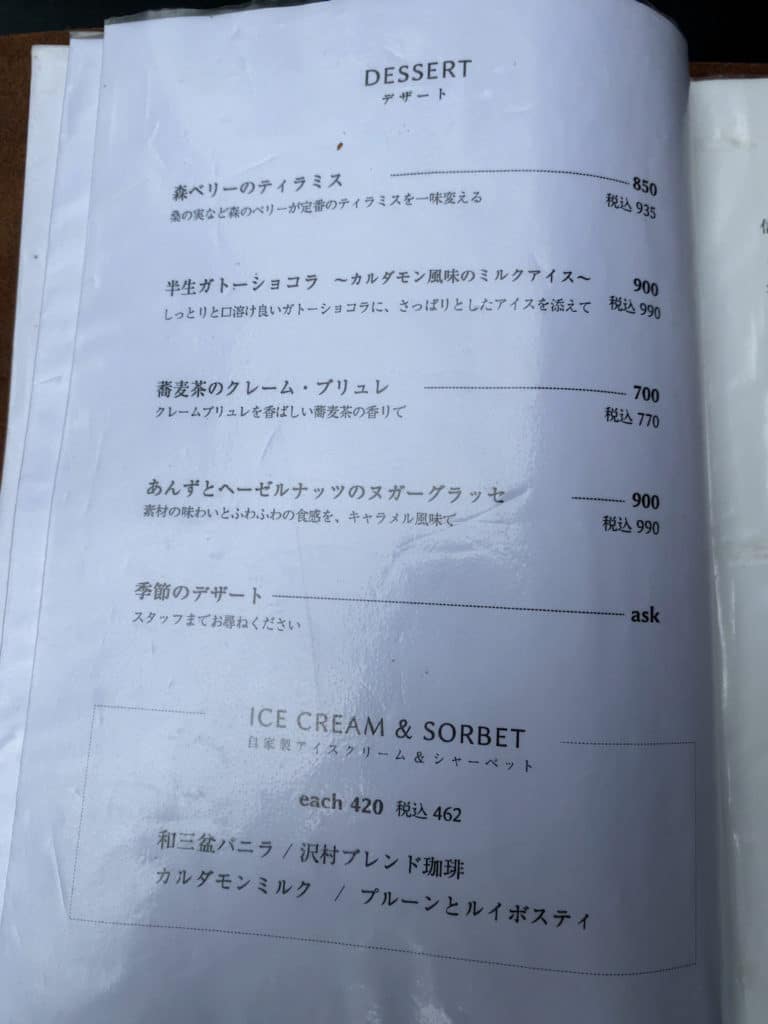 DESSERT
デザート
森ベリーのティラミス 850
桑の実など森のベリーが定番のティラミスを一味変える 税込 935
半生ガトーショコラ ～カルダモン風味のミルクアイス～ 900
しっとりと口溶け良いガトーショコラに、さっぱりとしたアイスを添えて 税込 990
蕎麦茶のクレーム・ブリュレ 700
クレームブリュレを香ばしい蕎麦茶の香りで 税込 770
あんずとヘーゼルナッツのヌガーグラッセ 900
素材の味わいとふわふわの食感を、キャラメル風味で 税込 990
季節のデザート ask
スタッフまでお尋ねください
ICE CREAM & SORBET
自家製アイスクリーム & シャーベット
each 420 税込 462
和三盆バニラ / 沢村ブレンド珈琲
カルダモンミルク / プルーンとルイボスティ